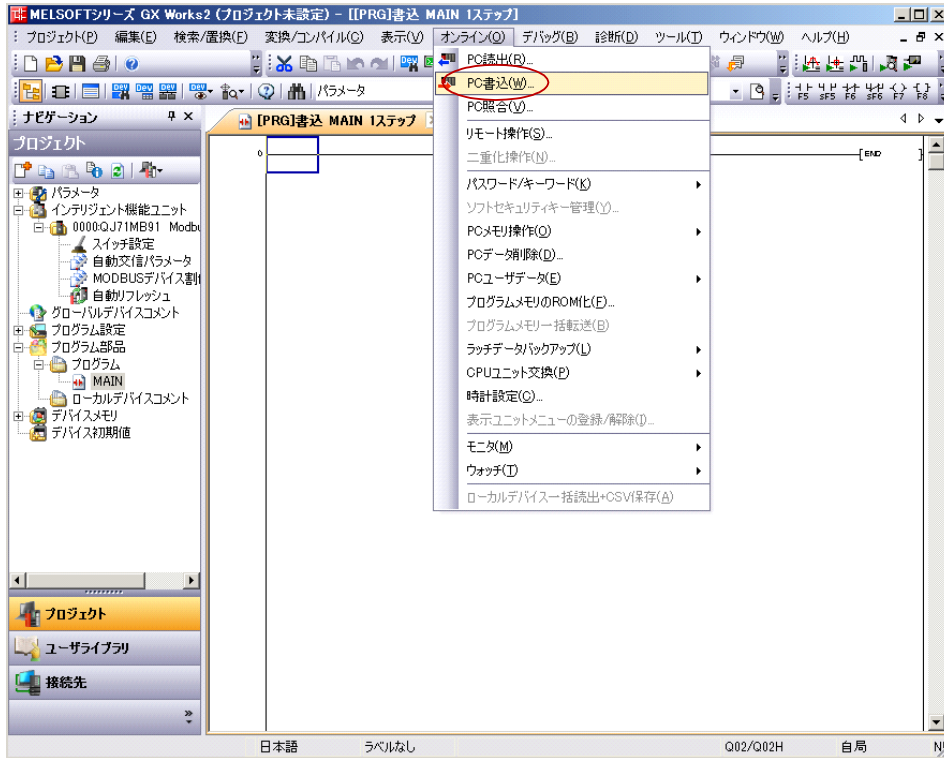 MELSOFTシリーズ GX Works2 (プロジェクト未設定) - [[PRG]書込 MAIN 1ステップ]
プロジェクト(P) 編集(E) 検索/置換(F) 変換/コンパイル(C) 表示(V) オンライン(O) デバッグ(B) 診断(D) ツール(T) ウィンドウ(W) ヘルプ(H)
パラメータ
ナビゲーション
[PRG]書込 MAIN 1ステップ
プロジェクト
パラメータ
インテリジェント機能ユニット
0000:QJ71MB91 Modbu
スイッチ設定
自動交信パラメータ
MODBUSデバイス割
自動リフレッシュ
グローバルデバイスコメント
プログラム設定
プログラム部品
プログラム
MAIN
ローカルデバイスコメント
デバイスメモリ
デバイス初期値
プロジェクト
ユーザライブラリ
接続先
PC読出(R)...
PC書込(W)...
PC照合(V)...
リモート操作(S)...
二重化操作(N)...
パスワード/キーワード(K)
ソフトセキュリティキー管理(Y)...
PCメモリ操作(O)
PCデータ削除(D)...
PCユーザデータ(E)
プログラムメモリのROM化(F)...
プログラムメモリ一括転送(B)
ラッチデータバックアップ(L)
CPUユニット交換(P)
時計設定(C)...
表示ユニットメニューの登録/解除(I)...
モニタ(M)
ウォッチ(T)
ローカルデバイス一括読出+CSV保存(A)
F5 sF5 F6 sF6 F7 F8
0
END
日本語 ラベルなし Q02/Q02H 自局